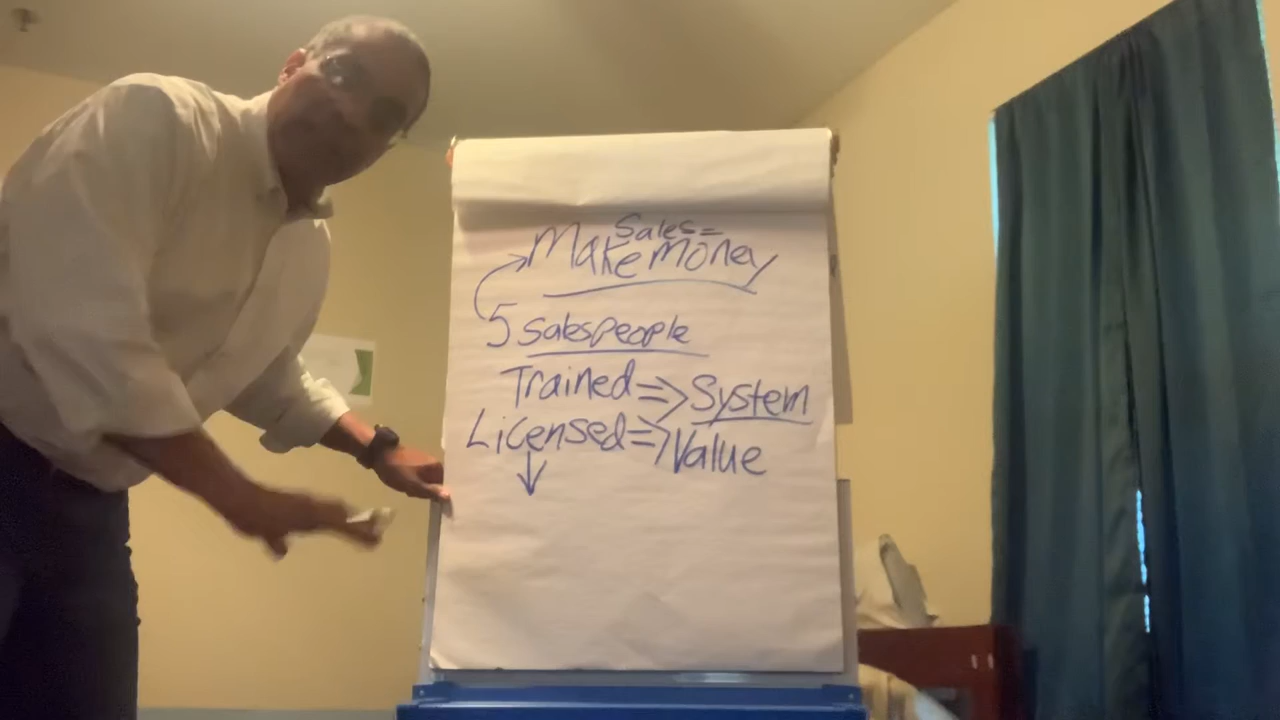 Sales=
Make Money
5 Salespeople
Trained => System
Licensed => Value